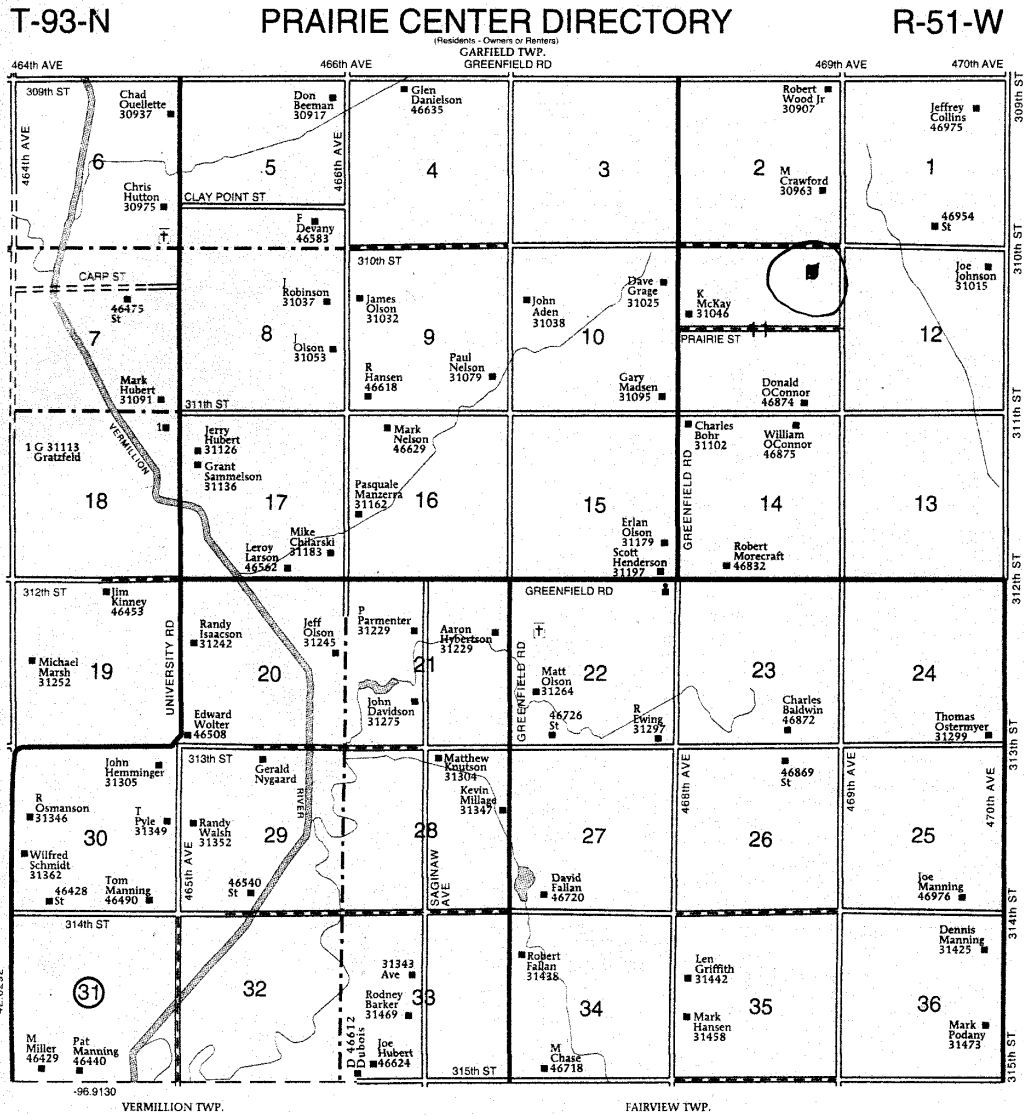 T-93-N PRAIRIE CENTER DIRECTORY R-51-W
(Residents - Owners or Renters)
GARFIELD TWP.
464th AVE 466th AVE GREENFIELD RD 469th AVE 470th AVE
309th ST
309th ST
464th AVE
466th AVE
Chad
Ouellette
30937
6
Chris
Hutton
30975
Don
Beeman
30917
5
CLAY POINT ST
F
Devany
46583
Glen
Danielson
46635
4
3
Robert
Wood Jr
30907
2
M
Crawford
30963
Jeffrey
Collins
46975
1
46954
St
310th ST
CARP ST
46475
St
7
Mark
Hubert
31091
J
Robinson
31037
8
J
Olson
31053
311th ST
310th ST
James
Olson
31032
9
R
Hansen
46618
Paul
Nelson
31079
John
Aden
31038
Dave
Grage
31025
10
Gary
Madsen
31095
K
McKay
31046
11
PRAIRIE ST
Donald
OConnor
46874
Joe
Johnson
31015
12
311th ST
1
1 G 31113
Gratzfeld
VERMILLION
18
Jerry
Hubert
31126
Grant
Sammelson
31136
17
Leroy
Larson
46562
Mike
Chilarski
31183
Mark
Nelson
46629
Pasquale
Manzerra
31162
16
15
Erlan
Olson
31179
Scott
Henderson
31197
Charles
Bohr
31102
GREENFIELD RD
William
OConnor
46875
14
Robert
Morecraft
46832
13
312th ST
312th ST
Jim
Kinney
46453
Michael
Marsh
31252
19
UNIVERSITY RD
Randy
Isaacson
31242
20
Edward
Wolter
46508
Jeff
Olson
31245
P
Parmenter
31229
21
John
Davidson
31275
Aaron
Hybertson
31229
GREENFIELD RD
GREENFIELD RD
22
Matt
Olson
31264
46726
St
R
Ewing
31297
23
Charles
Baldwin
46872
24
Thomas
Ostermyer
31299
313th ST
John
Hemminger
31305
R
Osmanson
31346
T
Pyle
31349
30
Wilfred
Schmidt
31362
46428
St
Tom
Manning
46490
313th ST
Gerald
Nygaard
RIVER
Randy
Walsh
31352
29
465th AVE
46540
St
Matthew
Knutson
31304
Kevin
Millage
31347
28
SAGINAW
AVE
27
David
Fallan
46720
468th AVE
46869
St
26
469th AVE
25
470th AVE
Joe
Manning
46976
314th ST
314th ST
31
M
Miller
46429
Pat
Manning
46440
32
D 46612
Dubois
31343
Ave
Rodney
Barker
31469
33
Joe
Hubert
46624
315th ST
Robert
Fallan
31438
34
M
Chase
46718
Len
Griffith
31442
35
Mark
Hansen
31458
Dennis
Manning
31425
36
Mark
Podany
31473
315th ST
-96.9130
VERMILLION TWP. FAIRVIEW TWP.